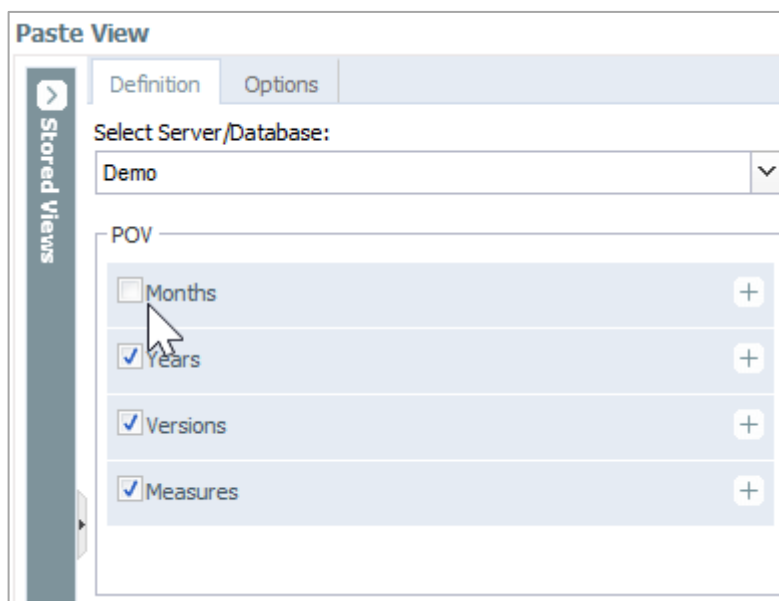 Paste View
Stored Views
Definition Options
Select Server/Database:
Demo
POV
Months
Years
Versions
Measures